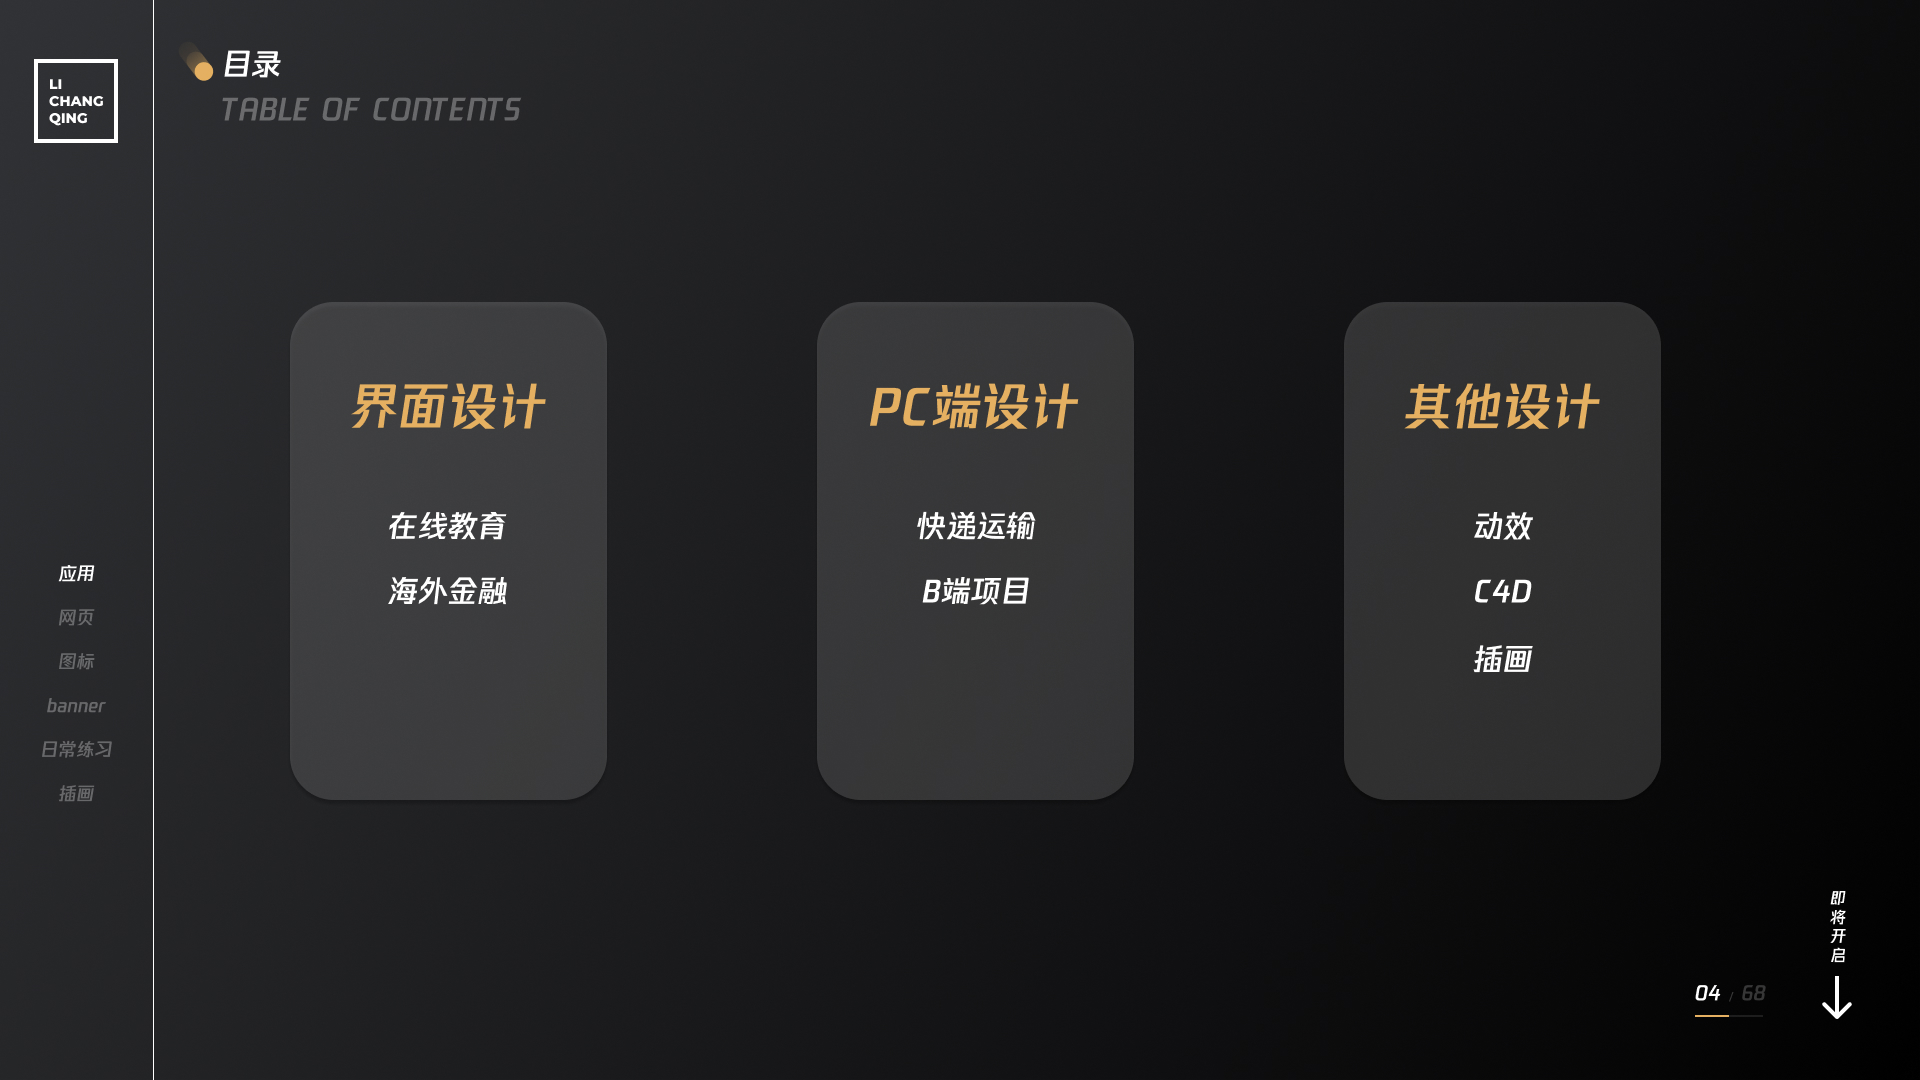 LI
CHANG
QING
目录
TABLE OF CONTENTS
应用
网页
图标
banner
日常练习
插画
界面设计
在线教育
海外金融
PC端设计
快递运输
B端项目
其他设计
动效
C4D
插画
即将开启
04 / 68